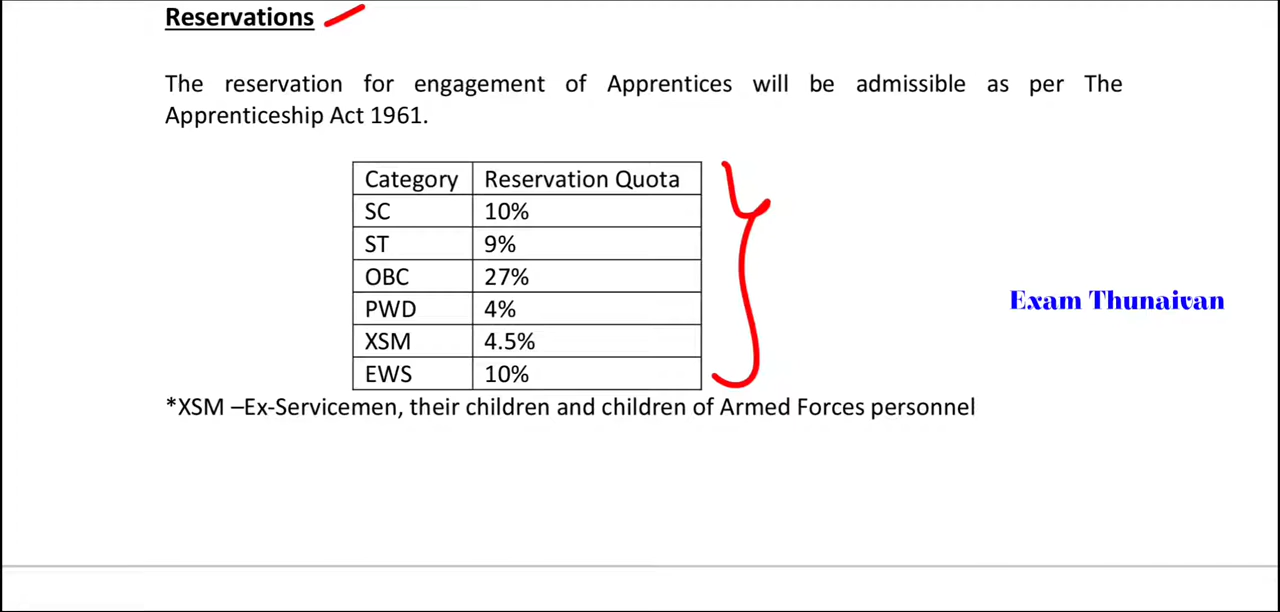 Reservations
The reservation for engagement of Apprentices will be admissible as per The
Apprenticeship Act 1961.
Category Reservation Quota
SC 10%
ST 9%
OBC 27%
PWD 4%
XSM 4.5%
EWS 10%
*XSM –Ex-Servicemen, their children and children of Armed Forces personnel
Exam Thunaivan